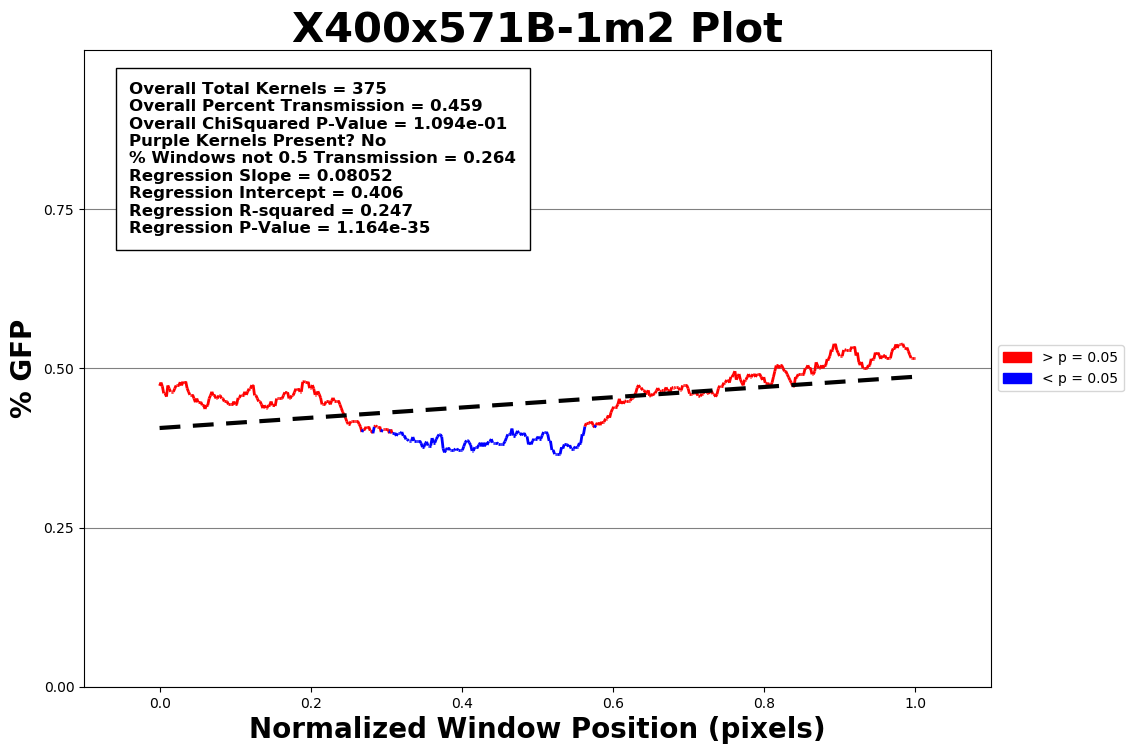 X400x571B-1m2 Plot
Overall Total Kernels = 375
Overall Percent Transmission = 0.459
Overall ChiSquared P-Value = 1.094e-01
Purple Kernels Present? No
% Windows not 0.5 Transmission = 0.264
Regression Slope = 0.08052
Regression Intercept = 0.406
Regression R-squared = 0.247
Regression P-Value = 1.164e-35
% GFP
0.75
0.50
0.25
0.00
> p = 0.05
< p = 0.05
0.0 0.2 0.4 0.6 0.8 1.0
Normalized Window Position (pixels)